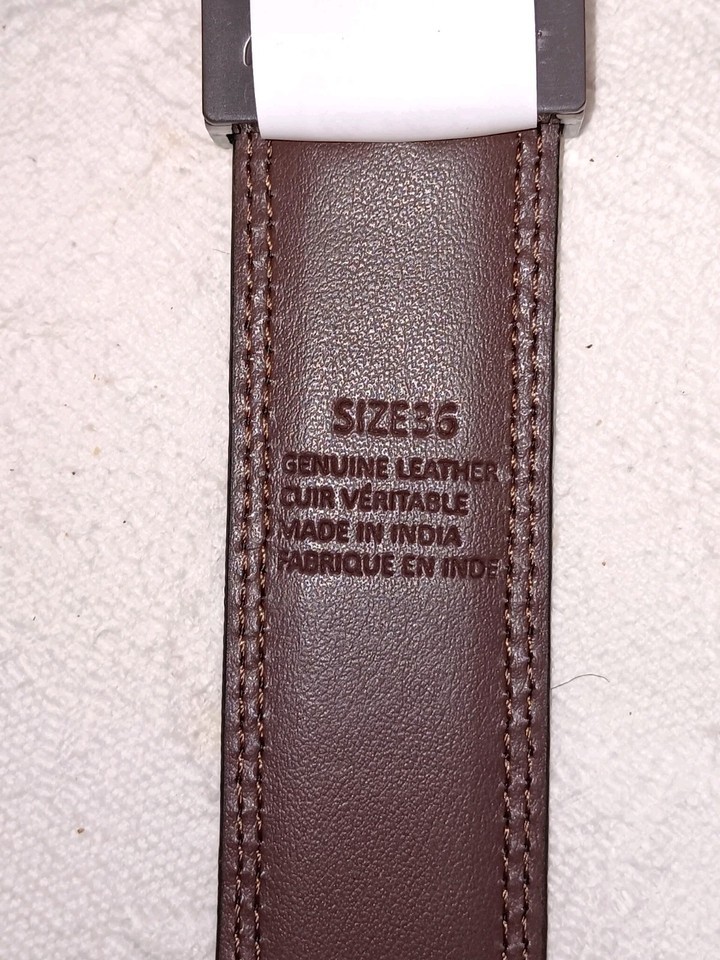 SIZE36
GENUINE LEATHER
CUIR VÉRITABLE
MADE IN INDIA
FABRIQUE EN INDE